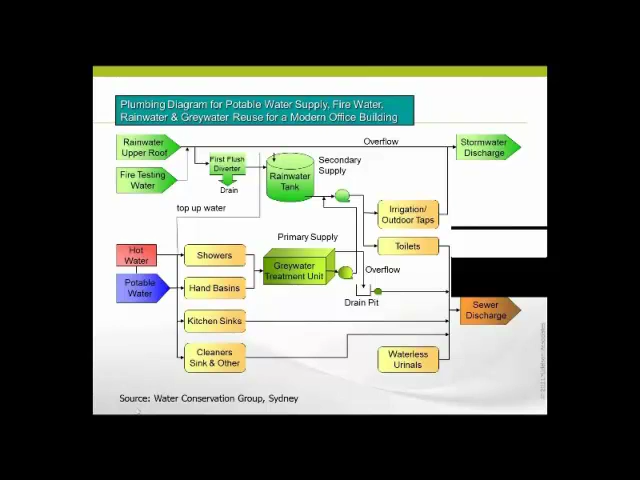 Plumbing Diagram for Potable Water Supply, Fire Water,
Rainwater & Greywater Reuse for a Modern Office Building
Rainwater
Upper Roof
Overflow
Stormwater
Discharge
First Flush
Diverter
Secondary
Supply
Fire Testing
Water
Rainwater
Tank
Drain
top up water
Irrigation/
Outdoor Taps
Primary Supply
Toilets
Hot
Water
Showers
Greywater
Treatment Unit
Overflow
Potable
Water
Hand Basins
Drain Pit
Sewer
Discharge
Kitchen Sinks
Cleaners
Sink & Other
Waterless
Urinals
Source: Water Conservation Group, Sydney